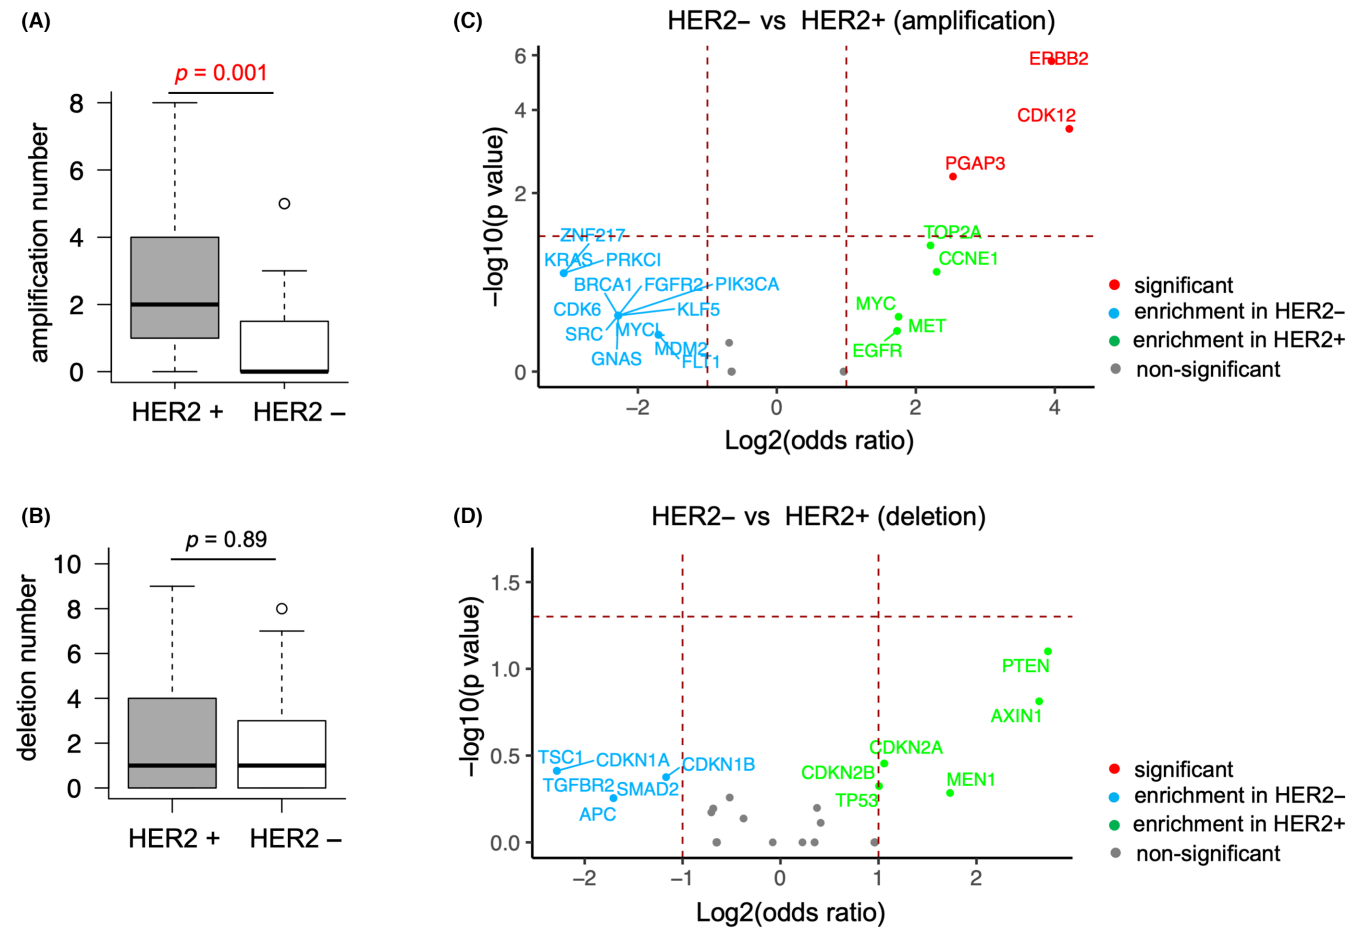 (A)
p = 0.001
amplification number
8
6
4
2
0
HER2 +
HER2 –
(C)
HER2– vs HER2+ (amplification)
–log10(p value)
6
4
2
0
ERBB2
CDK12
PGAP3
TOP2A
CCNE1
MYC
MET
EGFR
ZNF217
KRAS
PRKCI
BRCA1
FGFR2
PIK3CA
CDK6
KLF5
SRC
MYCL
GNAS
MDM2
FLT1
–2
0
2
4
Log2(odds ratio)
significant
enrichment in HER2–
enrichment in HER2+
non-significant
(B)
p = 0.89
deletion number
10
8
6
4
2
0
HER2 +
HER2 –
(D)
HER2– vs HER2+ (deletion)
–log10(p value)
1.5
1.0
0.5
0.0
PTEN
AXIN1
CDKN2A
CDKN2B
MEN1
TP53
TSC1
CDKN1A
CDKN1B
TGFBR2
SMAD2
APC
–2
–1
0
1
2
Log2(odds ratio)
significant
enrichment in HER2–
enrichment in HER2+
non-significant